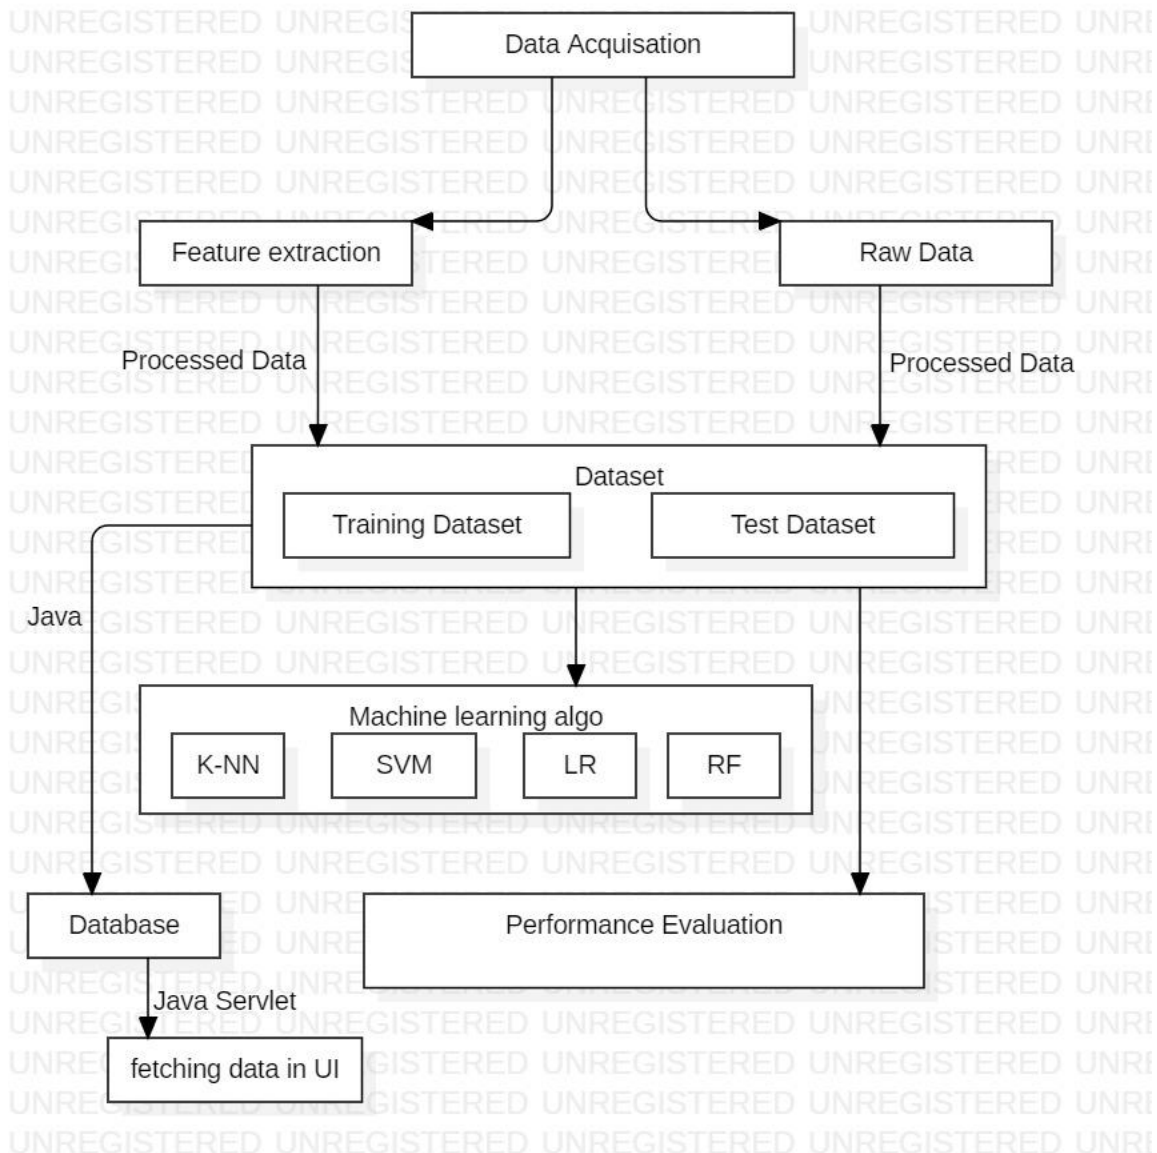 Data Acquisation
Feature extraction
Raw Data
Processed Data
Processed Data
Dataset
Training Dataset
Test Dataset
Java
Machine learning algo
K-NN
SVM
LR
RF
Database
Performance Evaluation
Java Servlet
fetching data in UI
UNREGISTERED